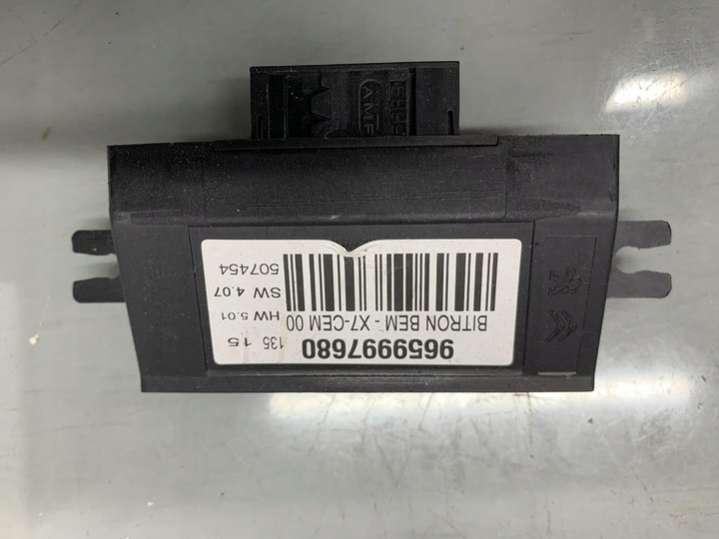 9659997680
BITRON BEM - X7-CEM 00
135 15
HW 5.01
SW 4.07
507454
AMP